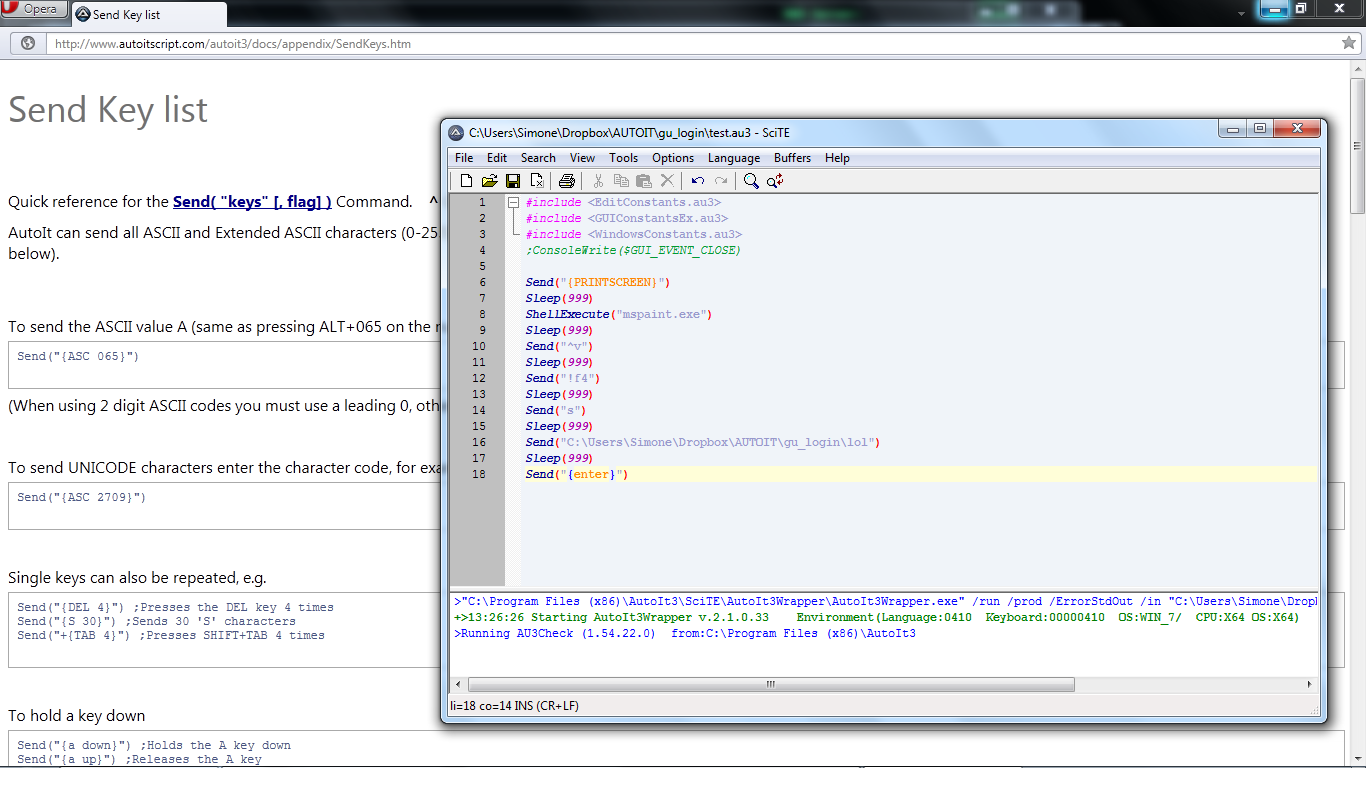 Opera
Send Key list
http://www.autoitscript.com/autoit3/docs/appendix/SendKeys.htm
Send Key list
Quick reference for the Send( "keys" [, flag] ) Command. ^
AutoIt can send all ASCII and Extended ASCII characters (0-25
below).
To send the ASCII value A (same as pressing ALT+065 on the
Send("{ASC 065}")
(When using 2 digit ASCII codes you must use a leading 0, oth
To send UNICODE characters enter the character code, for exa
Send("{ASC 2709}")
Single keys can also be repeated, e.g.
Send("{DEL 4}") ;Presses the DEL key 4 times
Send("{S 30}") ;Sends 30 'S' characters
Send("+{TAB 4}") ;Presses SHIFT+TAB 4 times
To hold a key down
Send("{a down}") ;Holds the A key down
Send("{a up}") ;Releases the A key
C:\Users\Simone\Dropbox\AUTOIT\gu_login\test.au3 - SciTE
File Edit Search View Tools Options Language Buffers Help
1 #include <EditConstants.au3>
2 #include <GUIConstantsEx.au3>
3 #include <WindowsConstants.au3>
4 ;ConsoleWrite($GUI_EVENT_CLOSE)
5
6 Send("{PRINTSCREEN}")
7 Sleep(999)
8 ShellExecute("mspaint.exe")
9 Sleep(999)
10 Send("^v")
11 Sleep(999)
12 Send("!f4")
13 Sleep(999)
14 Send("s")
15 Sleep(999)
16 Send("C:\Users\Simone\Dropbox\AUTOIT\gu_login\lol")
17 Sleep(999)
18 Send("{enter}")
>"C:\Program Files (x86)\AutoIt3\SciTE\AutoIt3Wrapper\AutoIt3Wrapper.exe" /run /prod /ErrorStdOut /in "C:\Users\Simone\Dropl
+>13:26:26 Starting AutoIt3Wrapper v.2.1.0.33 Environment(Language:0410 Keyboard:00000410 OS:WIN_7/ CPU:X64 OS:X64)
>Running AU3Check (1.54.22.0) from:C:\Program Files (x86)\AutoIt3
li=18 co=14 INS (CR+LF)